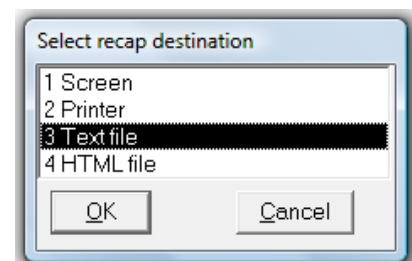 Select recap destination
1 Screen
2 Printer
3 Text file
4 HTML file
OK Cancel